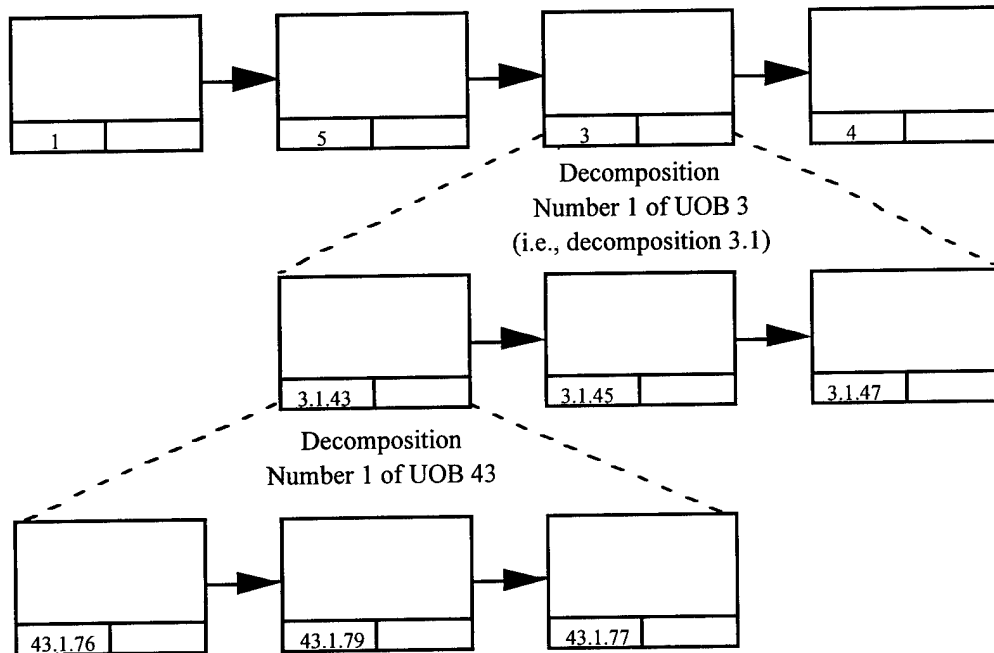 1
5
3
4
Decomposition
Number 1 of UOB 3
(i.e., decomposition 3.1)
3.1.43
3.1.45
3.1.47
Decomposition
Number 1 of UOB 43
43.1.76
43.1.79
43.1.77